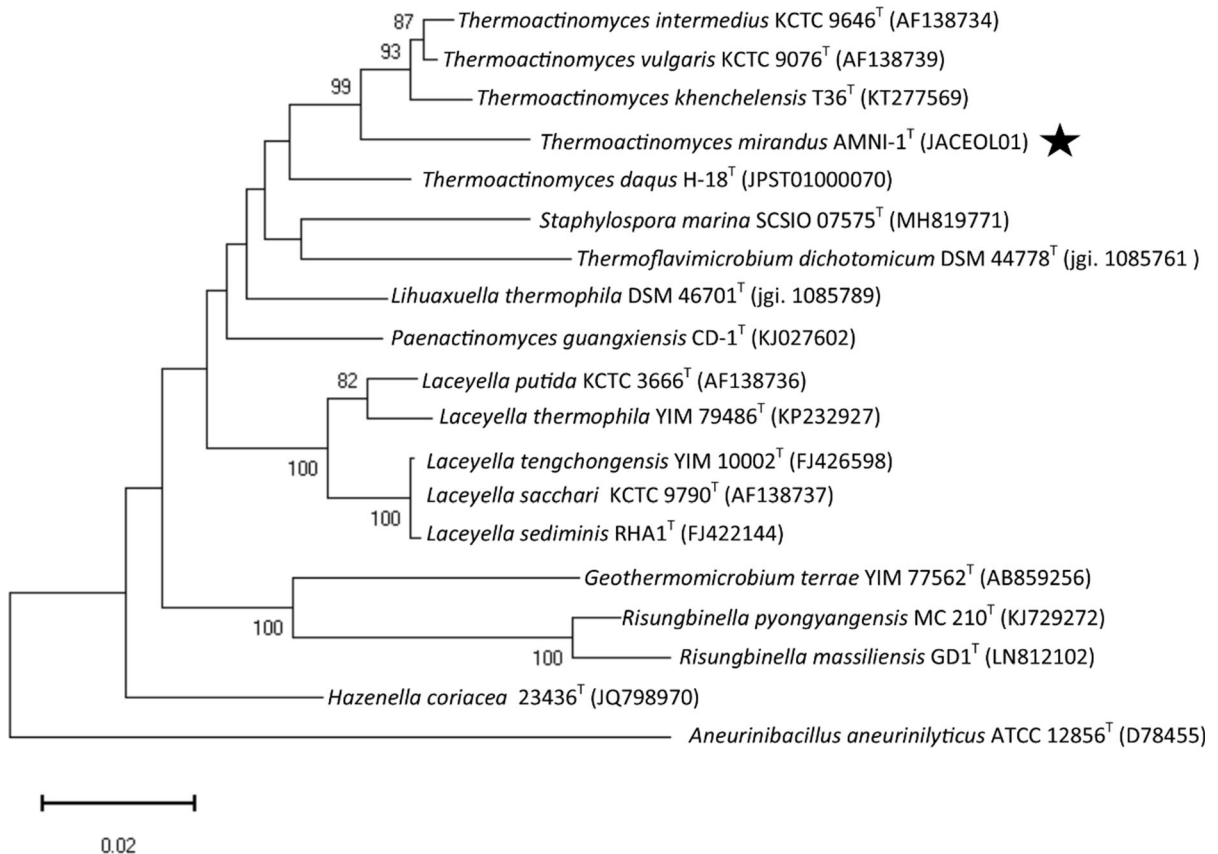 87
Thermoactinomyces intermedius KCTC 9646ᵀ (AF138734)
93
Thermoactinomyces vulgaris KCTC 9076ᵀ (AF138739)
99
Thermoactinomyces khenchelensis T36ᵀ (KT277569)
Thermoactinomyces mirandus AMNI-1ᵀ (JACEOL01)
Thermoactinomyces daqus H-18ᵀ (JPST01000070)
Staphylospora marina SCSIO 07575ᵀ (MH819771)
Thermoflavimicrobium dichotomicum DSM 44778ᵀ (jgi. 1085761 )
Lihuaxuella thermophila DSM 46701ᵀ (jgi. 1085789)
Paenactinomyces guangxiensis CD-1ᵀ (KJ027602)
82
Laceyella putida KCTC 3666ᵀ (AF138736)
Laceyella thermophila YIM 79486ᵀ (KP232927)
100
Laceyella tengchongensis YIM 10002ᵀ (FJ426598)
Laceyella sacchari KCTC 9790ᵀ (AF138737)
100
Laceyella sediminis RHA1ᵀ (FJ422144)
Geothermomicrobium terrae YIM 77562ᵀ (AB859256)
100
Risungbinella pyongyangensis MC 210ᵀ (KJ729272)
100
Risungbinella massiliensis GD1ᵀ (LN812102)
Hazenella coriacea 23436ᵀ (JQ798970)
Aneurinibacillus aneurinilyticus ATCC 12856ᵀ (D78455)
0.02